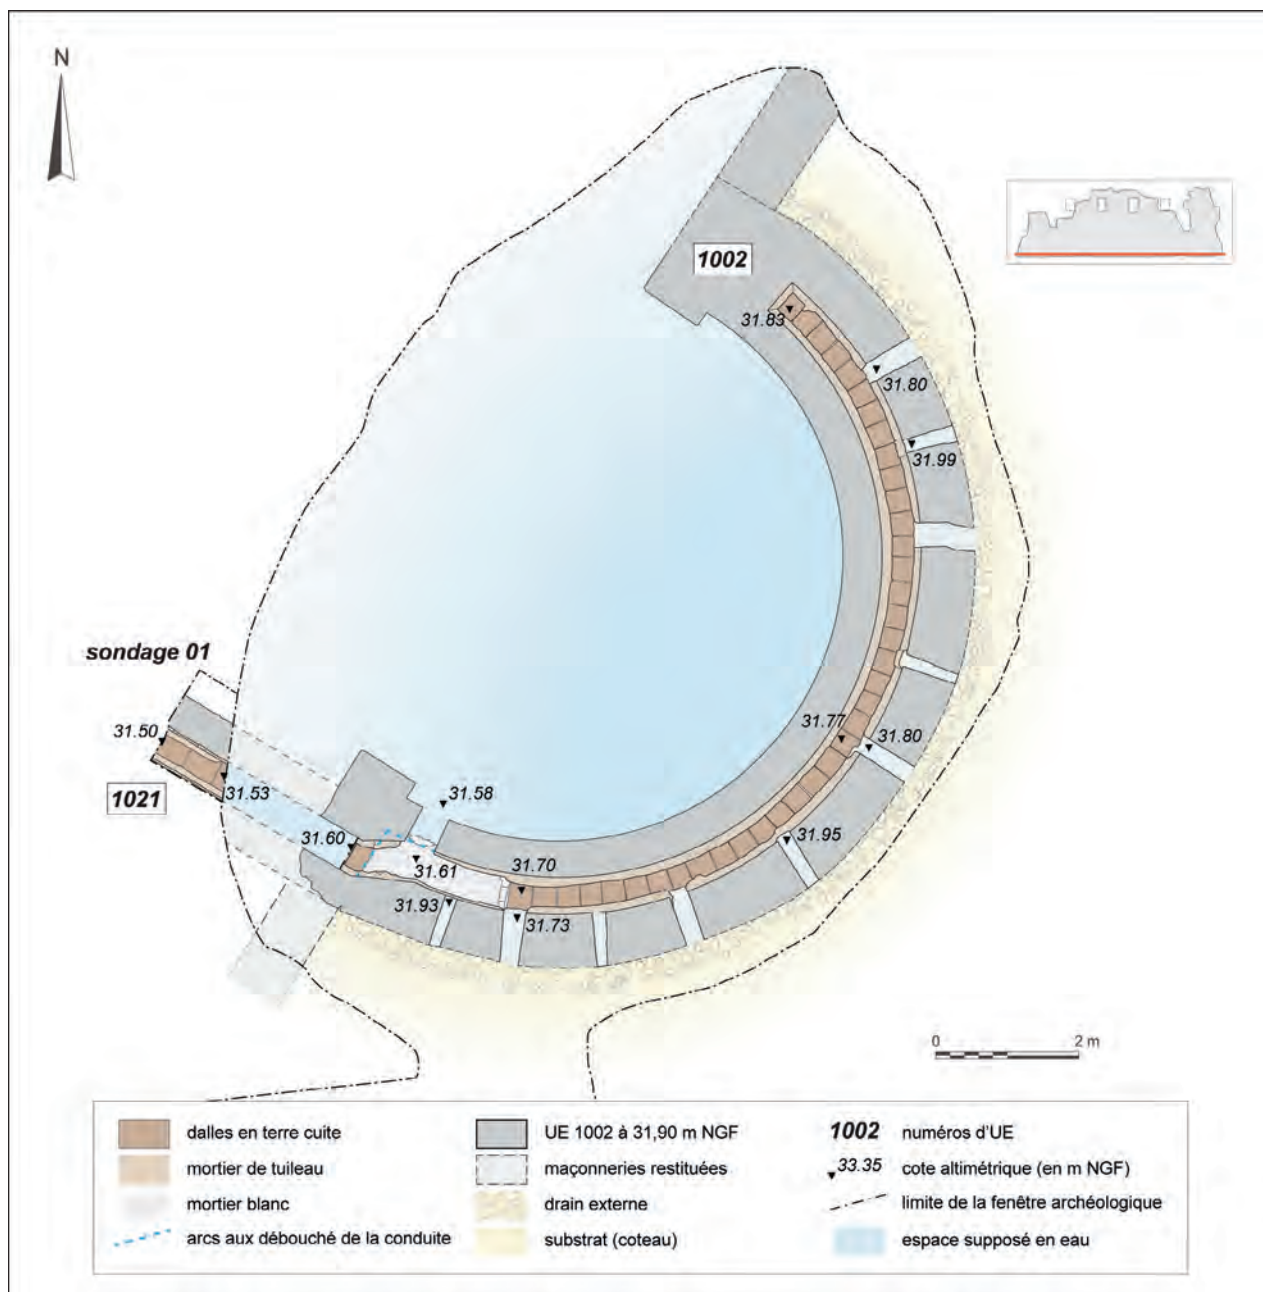 N
1002
31.83
31.80
31.99
sondage 01
31.50
1021
31.53
31.77
31.80
31.58
31.60
31.61
31.70
31.95
31.93
31.73
0 2 m
dalles en terre cuite
mortier de tuileau
mortier blanc
arcs aux débouché de la conduite
UE 1002 à 31,90 m NGF
maçonneries restituées
drain externe
substrat (coteau)
1002 numéros d'UE
33.35 cote altimétrique (en m NGF)
limite de la fenêtre archéologique
espace supposé en eau